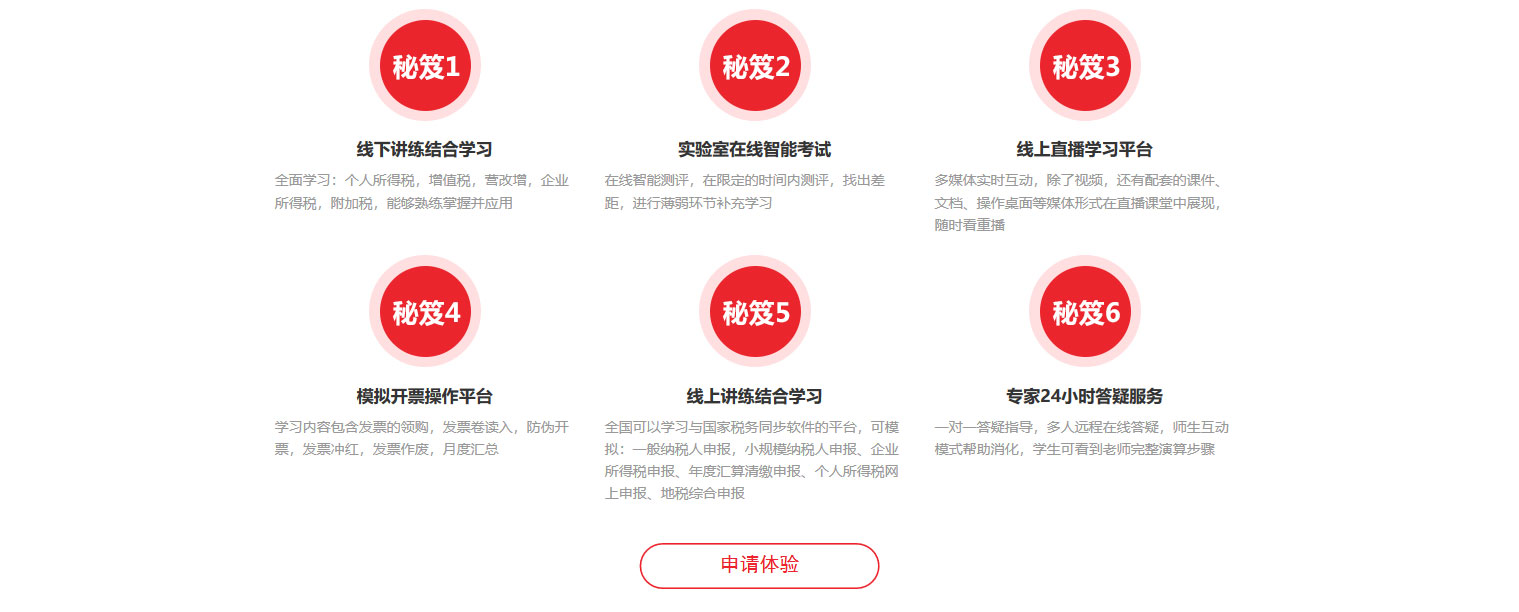 秘笈1
秘笈2
秘笈3
线下讲练结合学习
实验室在线智能考试
线上直播学习平台
全面学习：个人所得税，增值税，营改增，企业
所得税，附加税，能够熟练掌握并应用
在线智能测评，在限定的时间内测评，找出差
距，进行薄弱环节补充学习
多媒体实时互动，除了视频，还有配套的课件、
文档、操作桌面等媒体形式在直播课堂中展现，
随时看重播
秘笈4
秘笈5
秘笈6
模拟开票操作平台
线上讲练结合学习
专家24小时答疑服务
学习内容包含发票的领购，发票卷读入，防伪开
票，发票冲红，发票作废，月度汇总
全国可以学习与国家税务同步软件的平台，可模
拟：一般纳税人申报，小规模纳税人申报、企业
所得税申报、年度汇算清缴申报、个人所得税网
上申报、地税综合申报
一对一答疑指导，多人远程在线答疑，师生互动
模式帮助消化，学生可看到老师完整演算步骤
申请体验